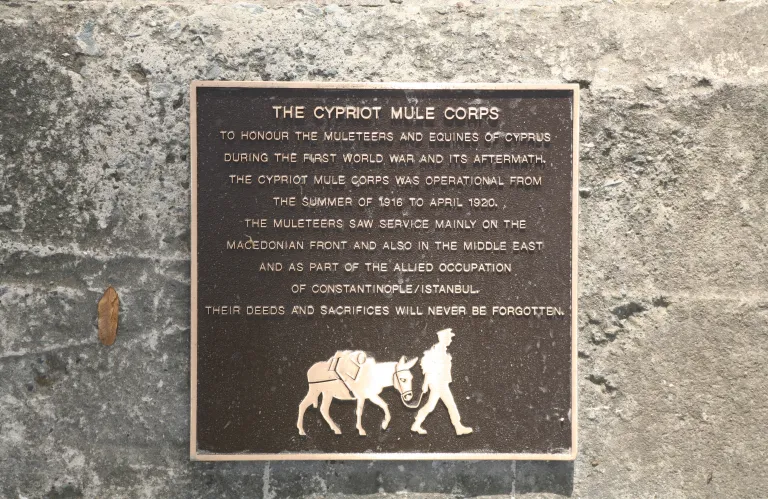 THE CYPRIOT MULE CORPS
TO HONOUR THE MULETEERS AND EQUINES OF CYPRUS
DURING THE FIRST WORLD WAR AND ITS AFTERMATH.
THE CYPRIOT MULE CORPS WAS OPERATIONAL FROM
THE SUMMER OF 1916 TO APRIL 1920.
THE MULETEERS SAW SERVICE MAINLY ON THE
MACEDONIAN FRONT AND ALSO IN THE MIDDLE EAST
AND AS PART OF THE ALLIED OCCUPATION
OF CONSTANTINOPLE/ISTANBUL.
THEIR DEEDS AND SACRIFICES WILL NEVER BE FORGOTTEN.